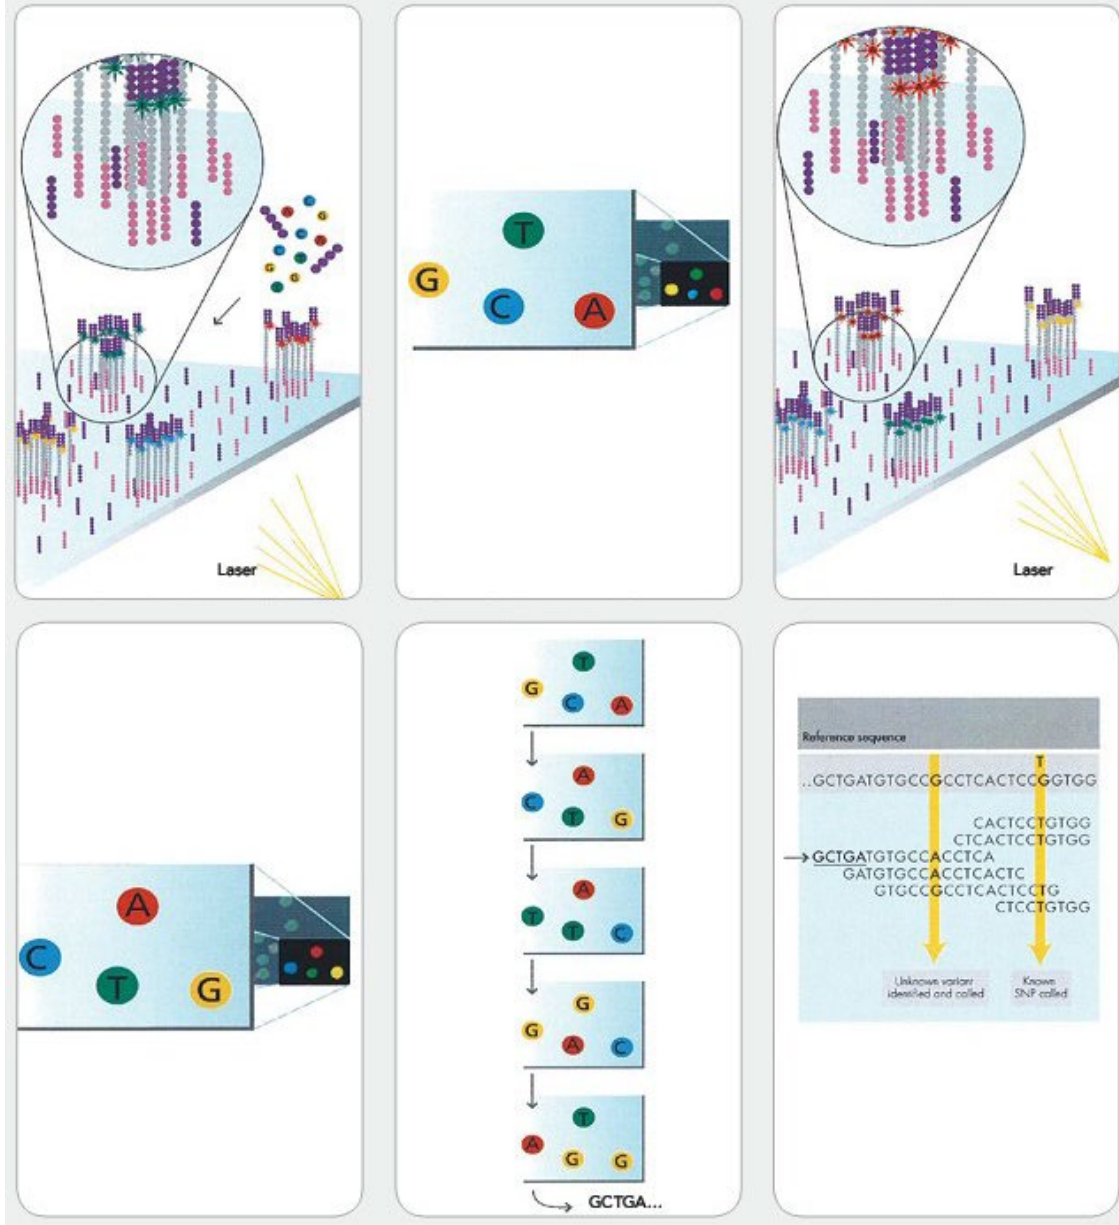 C
A
G
C
A
C
T
G
G
T
Laser
T
G
C
A
Laser
A
C
T
G
T
G
C
A
A
C
T
G
A
T
T
C
G
G
A
C
T
A
G
G
GCTGA...
Reference sequence
T
..GCTGATGTGCCGCCTCACTCCGGTGG
CACTCCTGTGG
CTCACTCCTGTGG
GCTGATGTGCCACCTCA
GATGTGCCACCTCACTC
GTGCCGCCTCACTCCTG
CTCCTGTGG
Unknown variant
identified and called
Known
SNP called